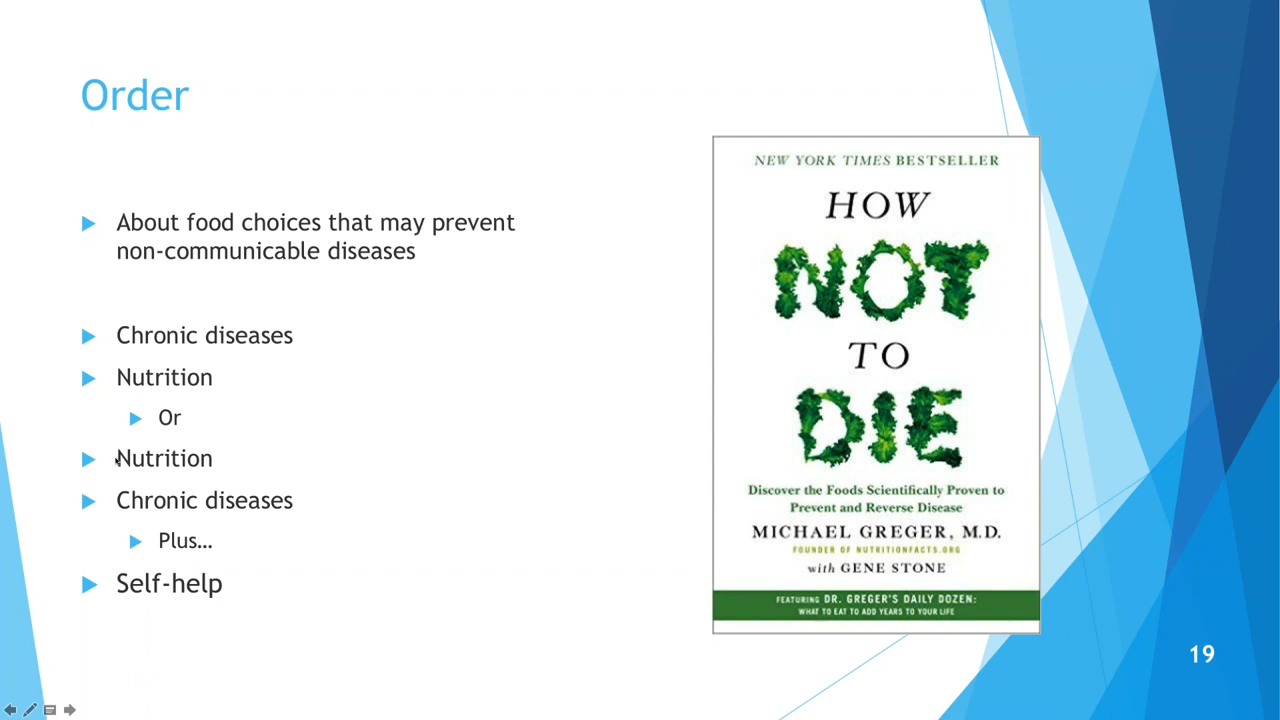 Order
About food choices that may prevent
non-communicable diseases
Chronic diseases
Nutrition
Or
Nutrition
Chronic diseases
Plus...
Self-help
NEW YORK TIMES BESTSELLER
HOW
NOT
TO
DIE
Discover the Foods Scientifically Proven to
Prevent and Reverse Disease
MICHAEL GREGER, M.D.
FOUNDER OF NUTRITIONFACTS.ORG
with GENE STONE
FEATURING DR. GREGER'S DAILY DOZEN:
WHAT TO EAT TO ADD YEARS TO YOUR LIFE
19